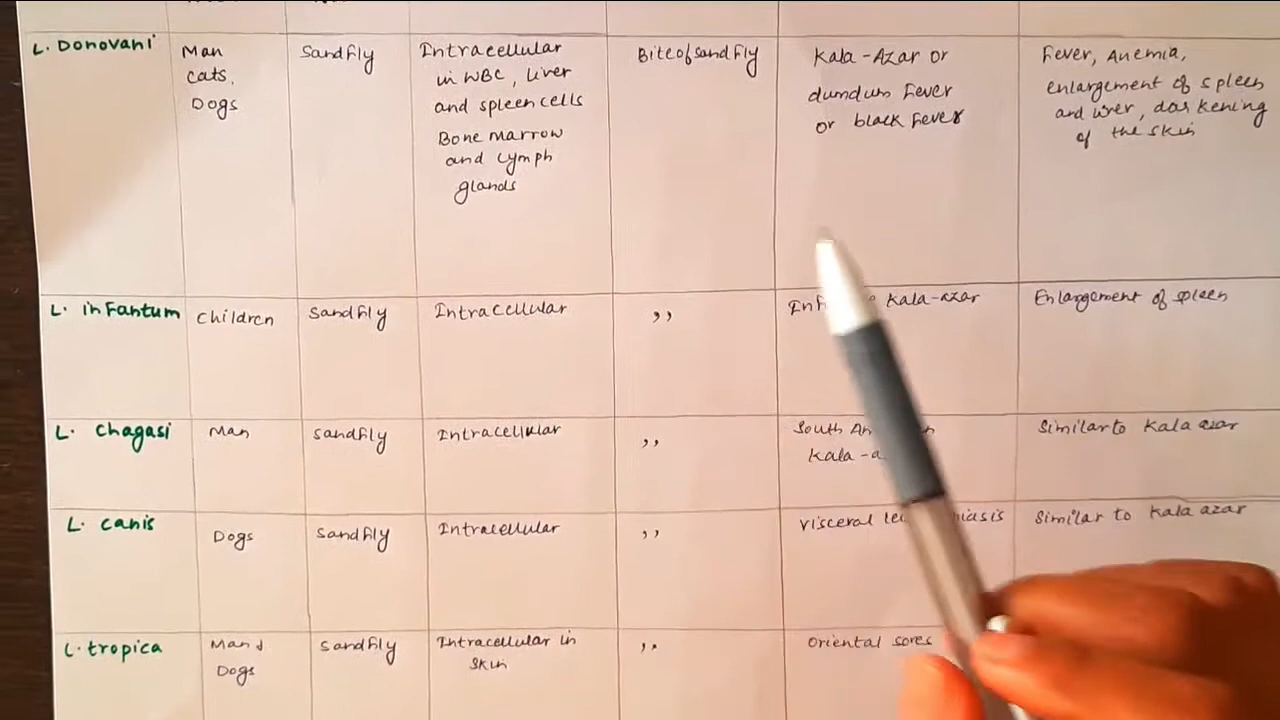 L. Donovani
Man
Cats,
Dogs
Sandfly
Intracellular
in WBC, liver
and spleen cells
Bone marrow
and lymph
glands
Bite of sandfly
Kala-Azar or
dumdum Fever
or black Fever
Fever, Anemia,
enlargement of spleen
and liver, darkening
of the skin
L. inFantum
Children
Sandfly
Intracellular
,,
Kala-azar
Enlargement of spleen
L. Chagasi
Man
Sandfly
Intracellular
,,
South
Kala-a
Similar to Kala azar
L. canis
Dogs
Sandfly
Intracellular
,,
Visceral
Similar to Kala azar
L. tropica
Man &
Dogs
Sandfly
Intracellular in
Skin
,,
Oriental sores